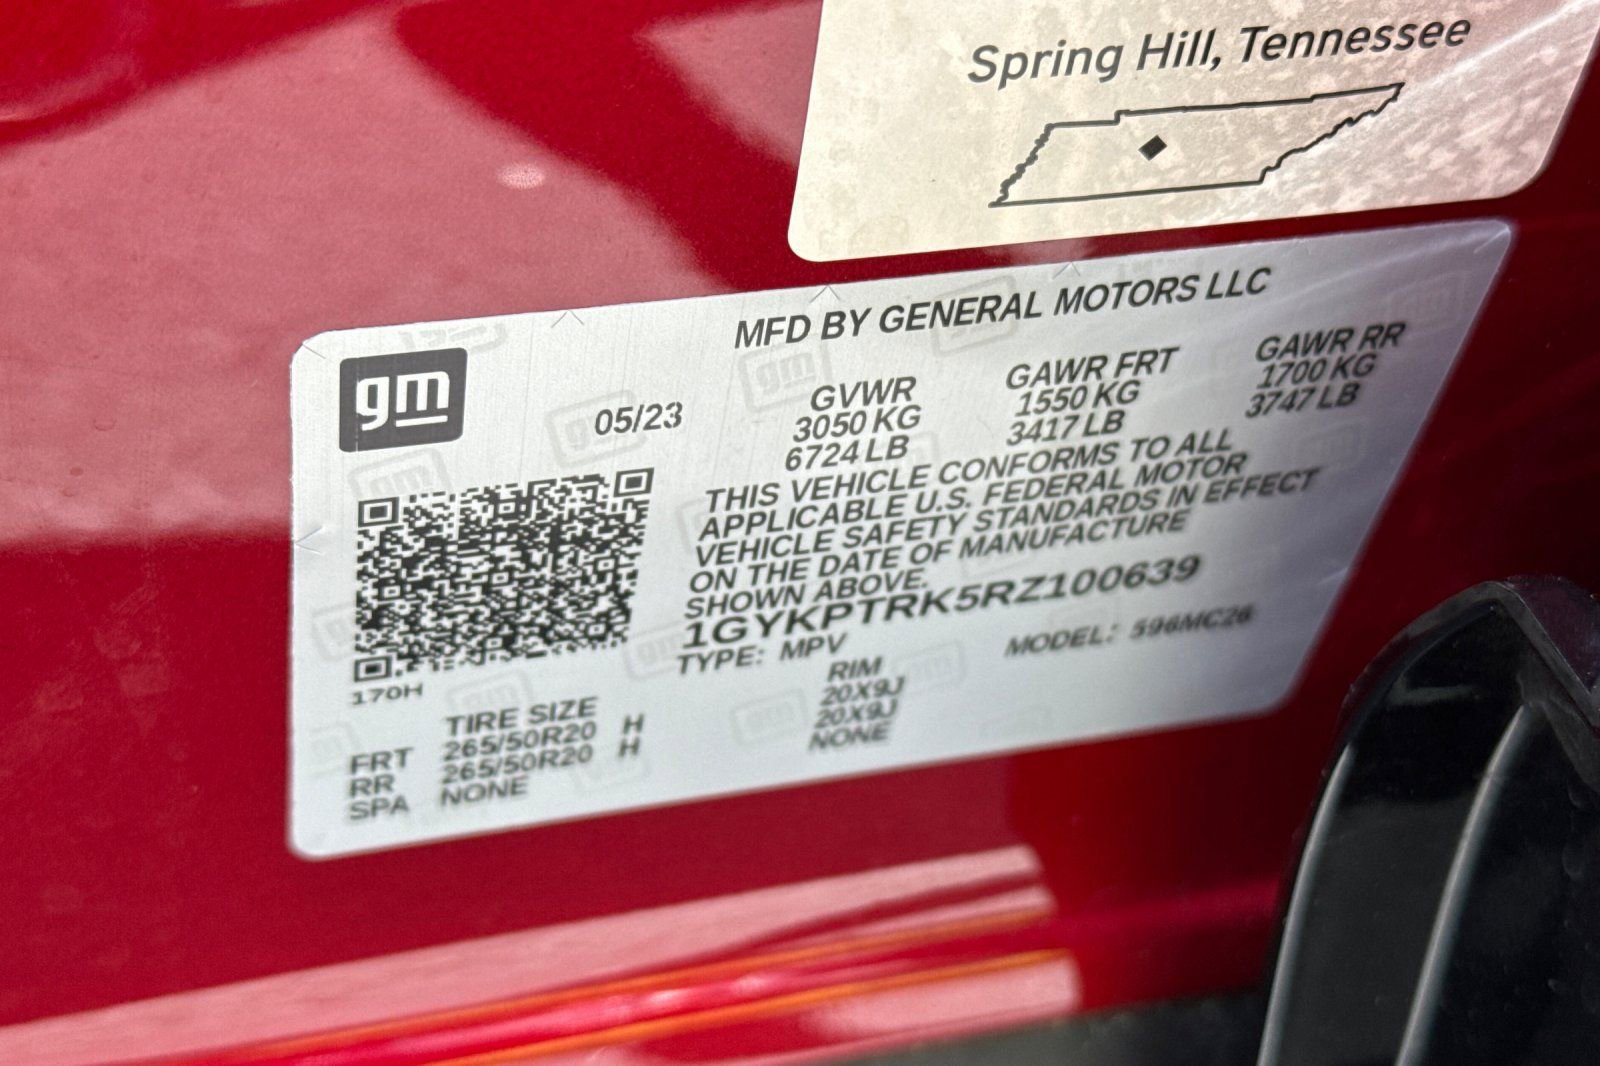 Spring Hill, Tennessee
MFD BY GENERAL MOTORS LLC
gm
05/23
GVWR
3050 KG
6724 LB
GAWR FRT
1550 KG
3417 LB
GAWR RR
1700 KG
3747 LB
THIS VEHICLE CONFORMS TO ALL
APPLICABLE U.S. FEDERAL MOTOR
VEHICLE SAFETY STANDARDS IN EFFECT
ON THE DATE OF MANUFACTURE
SHOWN ABOVE.
1GYKPTRK5RZ100639
TYPE: MPV MODEL: 596MC26
170H
TIRE SIZE RIM
FRT 265/50R20 H 20X9J
RR 265/50R20 H 20X9J
SPA NONE NONE